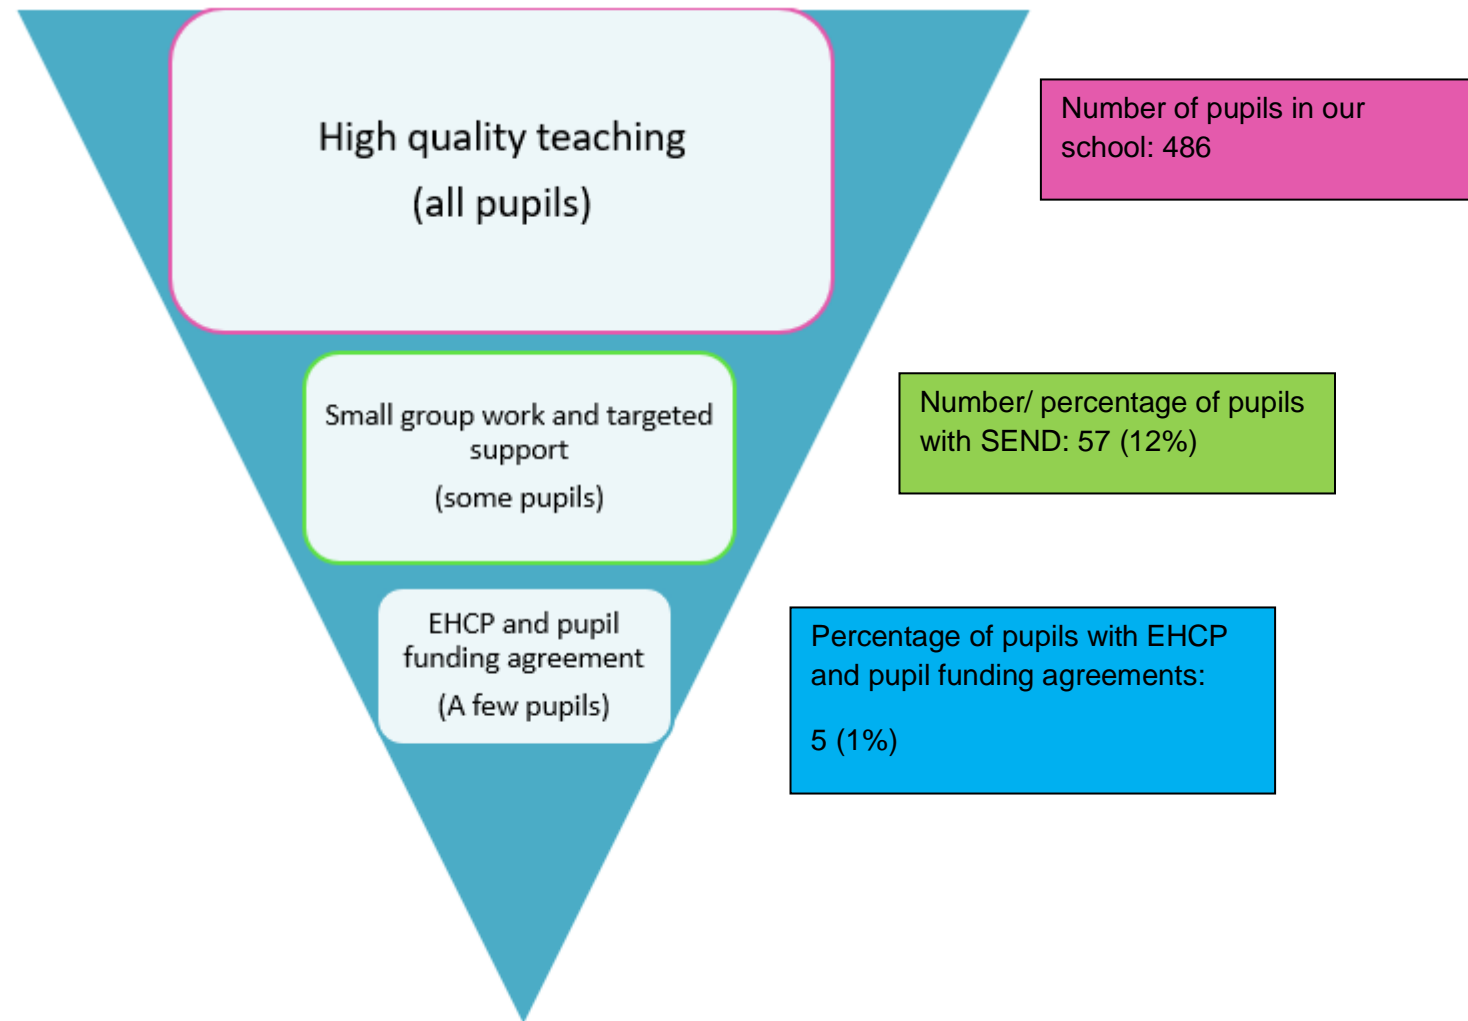 High quality teaching
(all pupils)
Number of pupils in our
school: 486
Small group work and targeted
support
(some pupils)
Number/ percentage of pupils
with SEND: 57 (12%)
EHCP and pupil
funding agreement
(A few pupils)
Percentage of pupils with EHCP
and pupil funding agreements:
5 (1%)